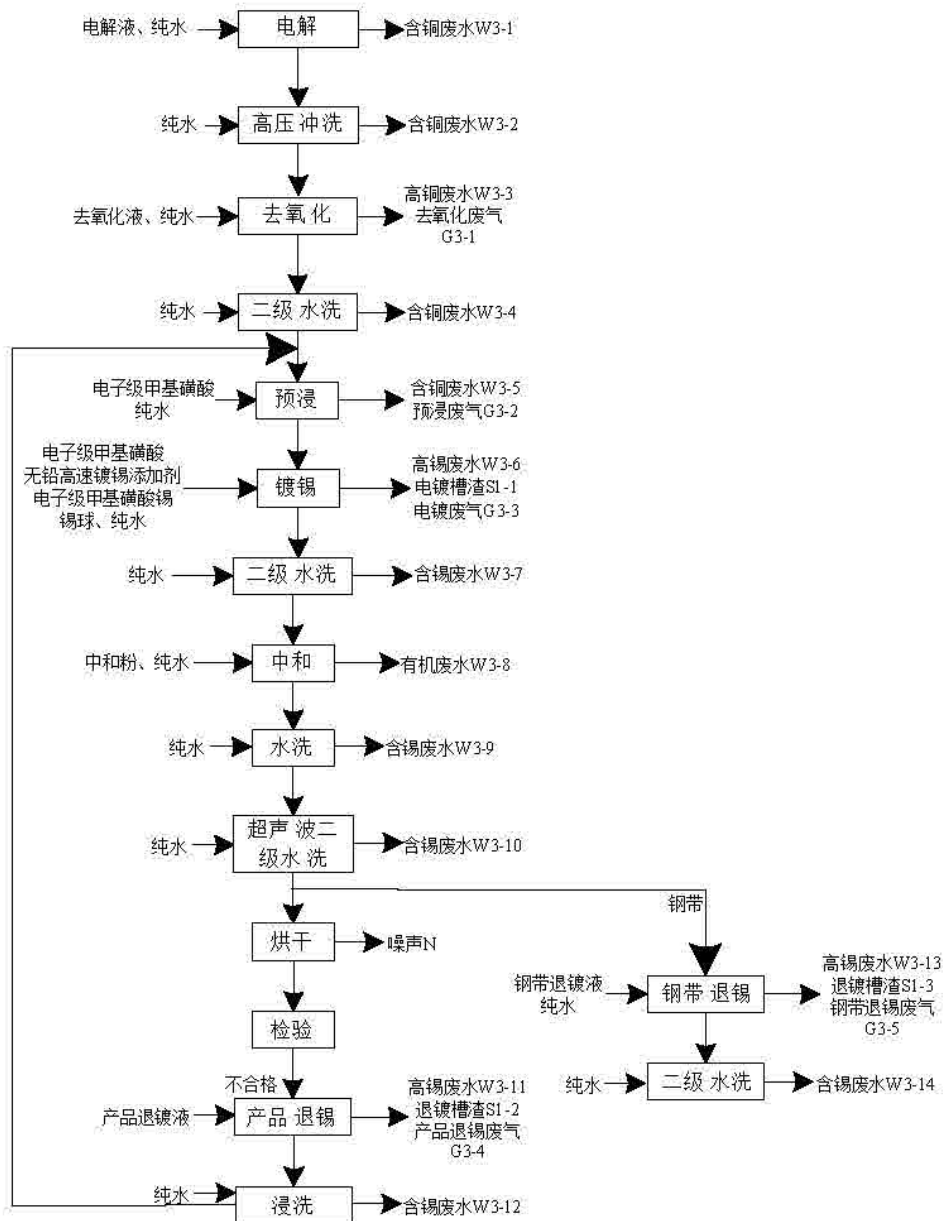 电解液、纯水
电解
含铜废水W3-1
纯水
高压冲洗
含铜废水W3-2
去氧化液、纯水
去氧化
高铜废水W3-3
去氧化废气
G3-1
纯水
二级水洗
含铜废水W3-4
电子级甲基磺酸
纯水
预浸
含铜废水W3-5
预浸废气G3-2
电子级甲基磺酸
无铅高速镀锡添加剂
电子级甲基磺酸锡
锡球、纯水
镀锡
高锡废水W3-6
电镀槽渣S1-1
电镀废气G3-3
纯水
二级水洗
含锡废水W3-7
中和粉、纯水
中和
有机废水W3-8
纯水
水洗
含锡废水W3-9
纯水
超声波二
级水洗
含锡废水W3-10
钢带
烘干
噪声N
钢带退镀液
纯水
钢带退锡
高锡废水W3-13
退镀槽渣S1-3
钢带退锡废气
G3-5
检验
纯水
二级水洗
含锡废水W3-14
不合格
产品退镀液
产品退锡
高锡废水W3-11
退镀槽渣S1-2
产品退锡废气
G3-4
纯水
浸洗
含锡废水W3-12